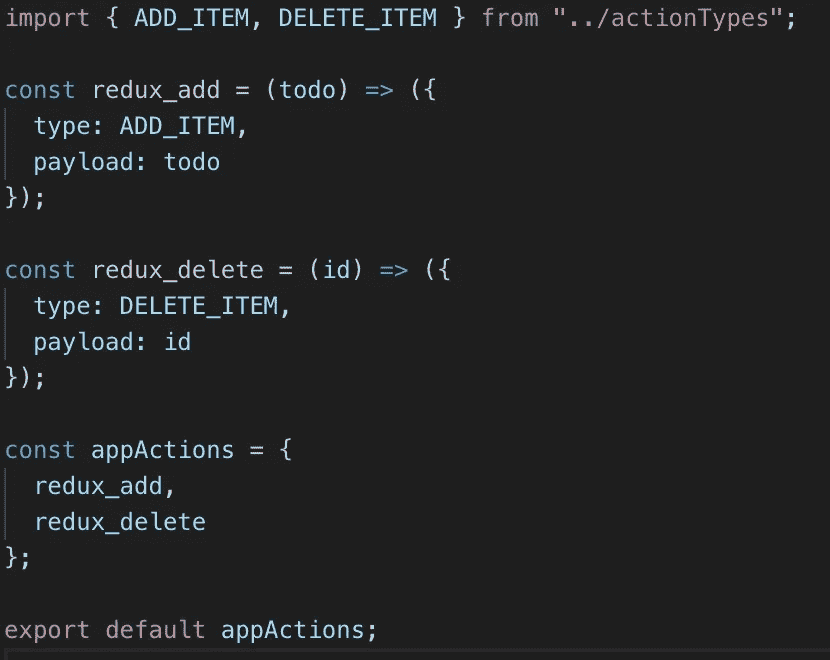 import { ADD_ITEM, DELETE_ITEM } from "../actionTypes";
const redux_add = (todo) => ({
type: ADD_ITEM,
payload: todo
});
const redux_delete = (id) => ({
type: DELETE_ITEM,
payload: id
});
const appActions = {
redux_add,
redux_delete
};
export default appActions;